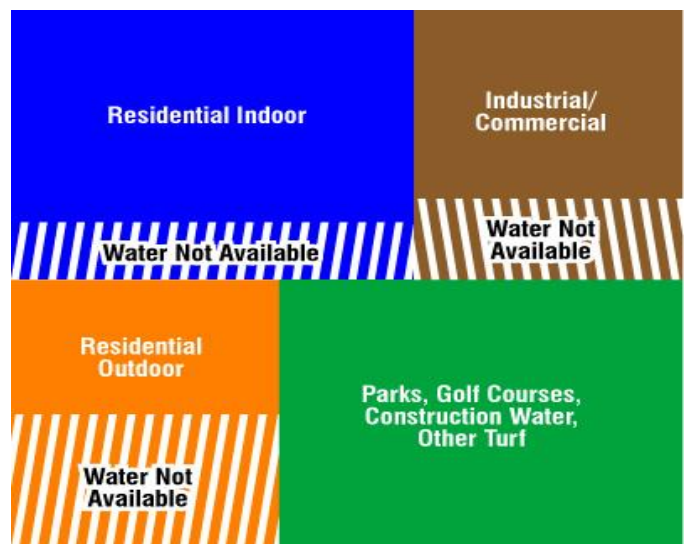 Residential Indoor
Industrial/
Commercial
Water Not Available
Water Not
Available
Residential
Outdoor
Parks, Golf Courses,
Construction Water,
Other Turf
Water Not
Available